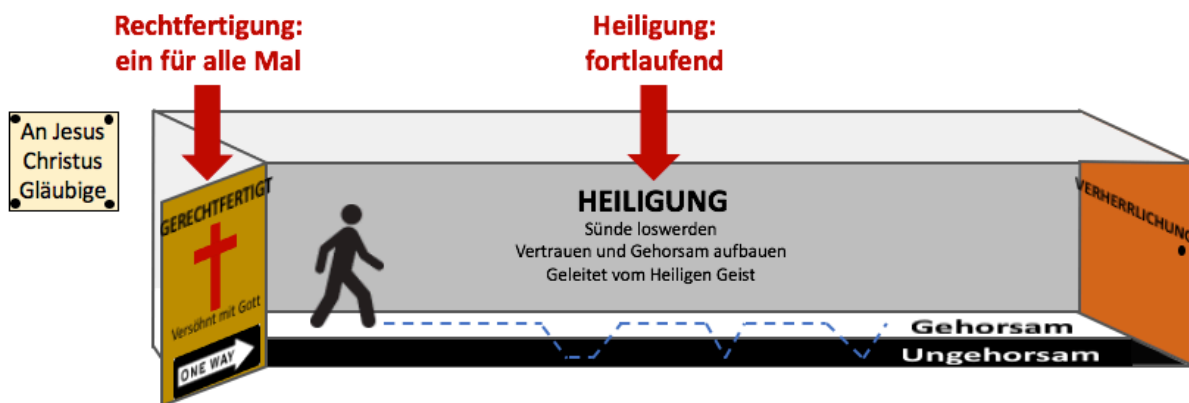 Rechtfertigung:
ein für alle Mal
Heiligung:
fortlaufend
An Jesus
Christus
Gläubige
GERECHTFERTIGT
Versöhnt mit Gott
ONE WAY
HEILIGUNG
Sünde loswerden
Vertrauen und Gehorsam aufbauen
Geleitet vom Heiligen Geist
VERHERRLICHUNG
Gehorsam
Ungehorsam